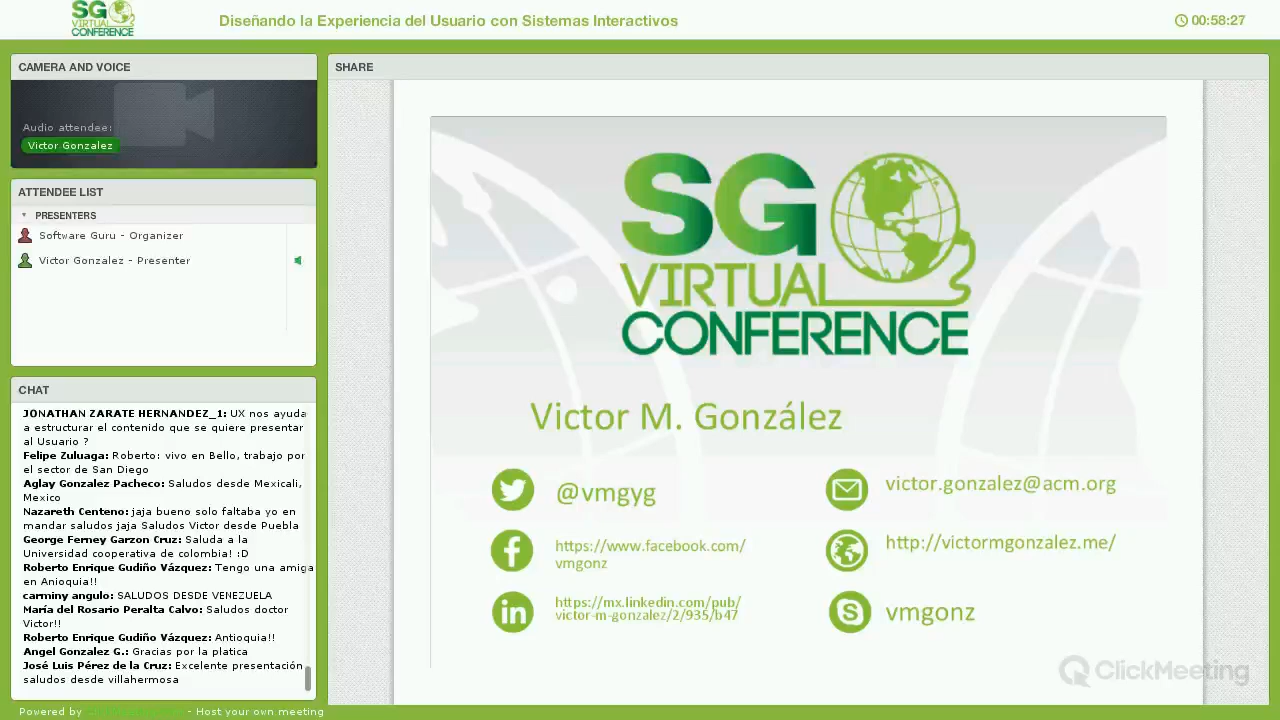 SG
VIRTUAL
CONFERENCE
Diseñando la Experiencia del Usuario con Sistemas Interactivos
00:58:27
CAMERA AND VOICE
Audio attendee:
Victor Gonzalez
ATTENDEE LIST
PRESENTERS
Software Guru - Organizer
Victor Gonzalez - Presenter
CHAT
JONATHAN ZARATE HERNANDEZ_1: UX nos ayuda
a estructurar el ontenido que se quiere presentar
al Usuario ?
Felipe Zuluaga: Roberto: vivo en Bello, trabajo por
el sector de San Diego
Aglay Gonzalez Pacheco: Saludos desde Mexicali,
Mexico
Nazareth Centeno: jaja bueno solo faltaba yo en
mandar saludos jaja Saludos Victor desde Puebla
George Ferney Garzon Cruz: Saluda a la
Universidad cooperativa de colombia! :D
Roberto Enrique Gudiño Vázquez: Tengo una amiga
en Anioquia!!
carminy angulo: SALUDOS DESDE VENEZUELA
María del Rosario Peralta Calvo: Saludos doctor
Victor!!
Roberto Enrique Gudiño Vázquez: Antioquia!!
Angel Gonzalez G.: Gracias por la platica
José Luis Pérez de la Cruz: Excelente presentación
saludos desde villahermosa
Powered by - Host your own meeting
SHARE
SG
VIRTUAL
CONFERENCE
Victor M. González
@vmgyg
https://www.facebook.com/
vmgonz
https://mx.linkedin.com/pub/
victor-m-gonzalez/2/935/b47
victor.gonzalez@acm.org
http://victormgonzalez.me/
vmgonz
ClickMeeting